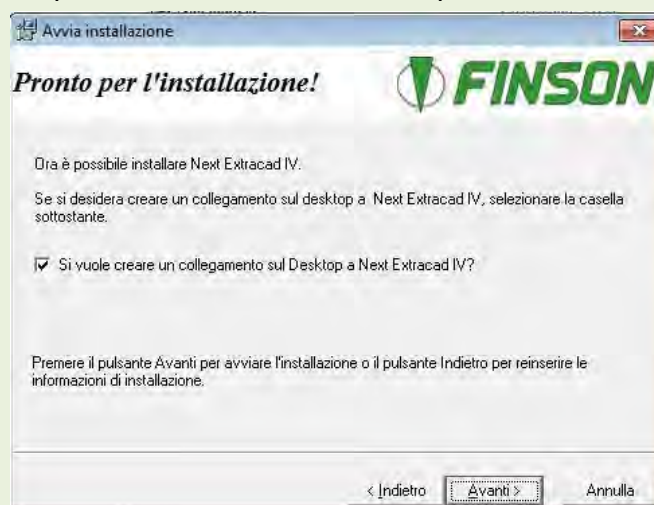 Avvia installazione
Pronto per l'installazione!
FINSON
Ora è possibile installare Next Extracad IV.
Se si desidera creare un collegamento sul desktop a Next Extracad IV, selezionare la casella
sottostante.
Si vuole creare un collegamento sul Desktop a Next Extracad IV?
Premere il pulsante Avanti per avviare l'installazione o il pulsante Indietro per reinserire le
informazioni di installazione.
< Indietro Avanti > Annulla